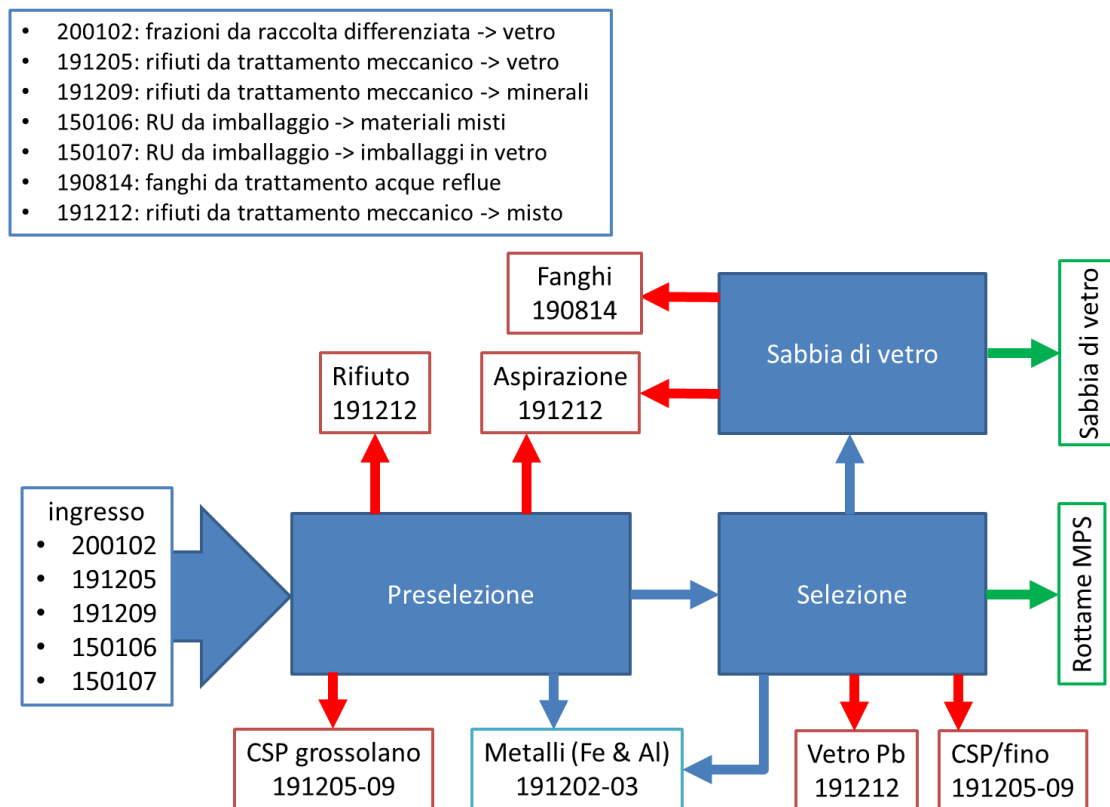 • 200102: frazioni da raccolta differenziata -> vetro
• 191205: rifiuti da trattamento meccanico -> vetro
• 191209: rifiuti da trattamento meccanico -> minerali
• 150106: RU da imballaggio -> materiali misti
• 150107: RU da imballaggio -> imballaggi in vetro
• 190814: fanghi da trattamento acque reflue
• 191212: rifiuti da trattamento meccanico -> misto
Fanghi
190814
Sabbia di vetro
Sabbia di vetro
Rifiuto
191212
Aspirazione
191212
ingresso
• 200102
• 191205
• 191209
• 150106
• 150107
Preselezione
Selezione
Rottame MPS
CSP grossolano
191205-09
Metalli (Fe & Al)
191202-03
Vetro Pb
191212
CSP/fino
191205-09